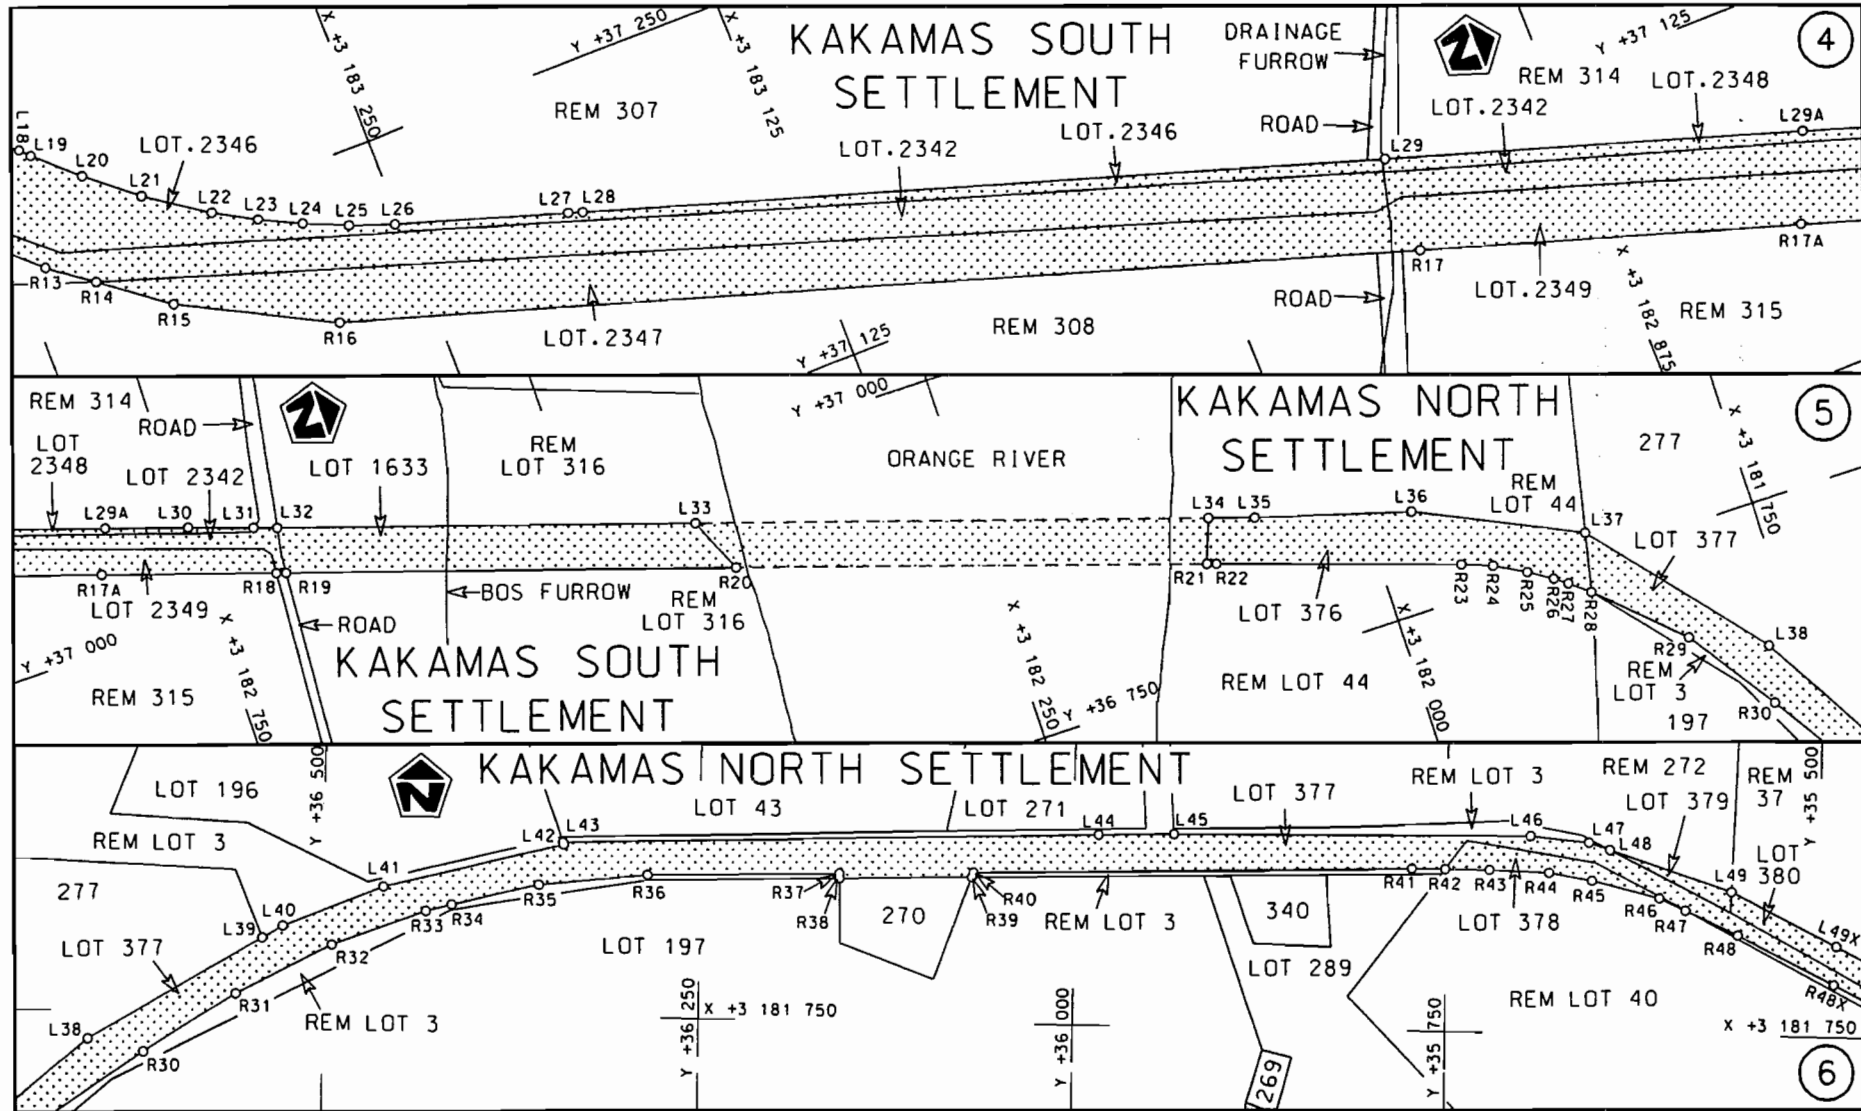 KAKAMAS SOUTH
SETTLEMENT
4
X +3 183 250
Y +37 250
X +3 183 125
DRAINAGE
FURROW
Y +37 125
REM 307
REM 314
LOT.2348
LOT.2346
LOT.2342
LOT.2346
LOT.2342
ROAD
N
L18
L19
L20
L21
L22
L23
L24
L25
L26
L27
L28
L29
L29A
R13
R14
R15
R16
R17
R17A
LOT.2347
REM 308
Y +37 125
ROAD
LOT.2349
X +3 182 875
REM 315
REM 314
ROAD
N
LOT
2348
LOT 2342
LOT 1633
REM
LOT 316
Y +37 000
ORANGE RIVER
KAKAMAS NORTH
SETTLEMENT
REM
LOT 44
277
X +3 181 750
5
L29A
L30
L31
L32
L33
L34
L35
L36
L37
LOT 377
L38
R17A
R18
R19
R20
R21
R22
R23
R24
R25
R26
R27
R28
R29
R30
LOT 2349
BOS FURROW
REM
LOT 316
ROAD
Y +37 000
X +3 182 750
REM 315
KAKAMAS SOUTH
SETTLEMENT
X +3 182 250
Y +36 750
LOT 376
X +3 182 000
REM LOT 44
REM
LOT 3
197
KAKAMAS NORTH SETTLEMENT
N
LOT 196
Y +36 500
LOT 43
LOT 271
LOT 377
REM LOT 3
REM 272
LOT 379
REM
37
Y +35 500
REM LOT 3
277
L38
L39
L40
L41
L42
L43
L44
L45
L46
L47
L48
L49
L49X
LOT
380
LOT 377
R30
R31
R32
R33
R34
R35
R36
R37
R38
R39
R40
R41
R42
R43
R44
R45
R46
R47
R48
R48X
REM LOT 3
LOT 197
270
REM LOT 3
340
LOT 289
LOT 378
REM LOT 40
Y +36 250
X +3 181 750
Y +36 000
269
Y +35 750
X +3 181 750
6